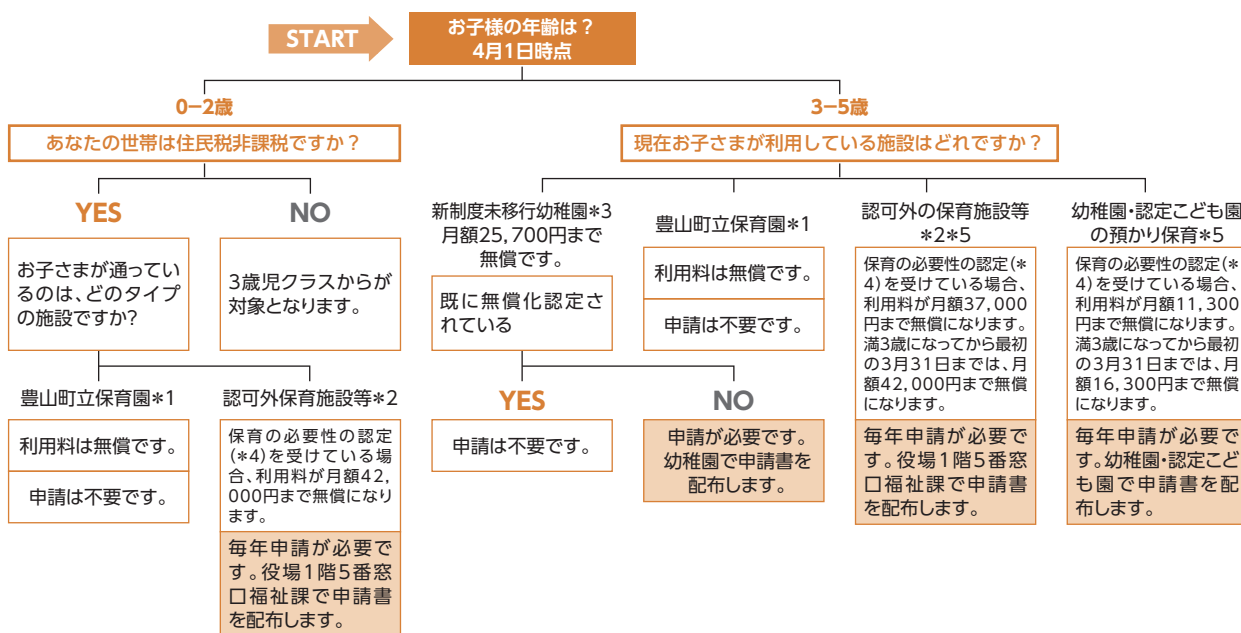 START
お子様の年齢は？
4月1日時点
0−2歳
あなたの世帯は住民税非課税ですか？
YES
お子さまが通ってい
るのは、どのタイプ
の施設ですか?
NO
3歳児クラスからが
対象となります。
豊山町立保育園*1
利用料は無償です。
申請は不要です。
認可外保育施設等*2
保育の必要性の認定
(*4)を受けている場
合、利用料が月額42,
000円まで無償になり
ます。
毎年申請が必要で
す。役場1階5番窓
口福祉課で申請書
を配布します。
3−5歳
現在お子さまが利用している施設はどれですか？
新制度未移行幼稚園*3
月額25,700円まで
無償です。
既に無償化認定さ
れている
YES
申請は不要です。
NO
申請が必要です。
幼稚園で申請書を
配布します。
豊山町立保育園*1
利用料は無償です。
申請は不要です。
認可外の保育施設等
*2*5
保育の必要性の認定(*
4)を受けている場合、
利用料が月額37,000
円まで無償になります。
満3歳になってから最初
の3月31日までは、月
額42,000円まで無償
になります。
毎年申請が必要で
す。役場1階5番窓
口福祉課で申請書
を配布します。
幼稚園・認定こども園
の預かり保育*5
保育の必要性の認定(*
4)を受けている場合、
利用料が月額11,300
円まで無償になります。
満3歳になってから最初
の3月31日までは、月
額16,300円まで無償
になります。
毎年申請が必要で
す。幼稚園・認定こど
も園で申請書を配
布します。